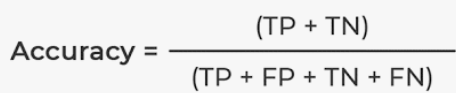 (TP + TN)
Accuracy =
(TP + FP + TN + FN)